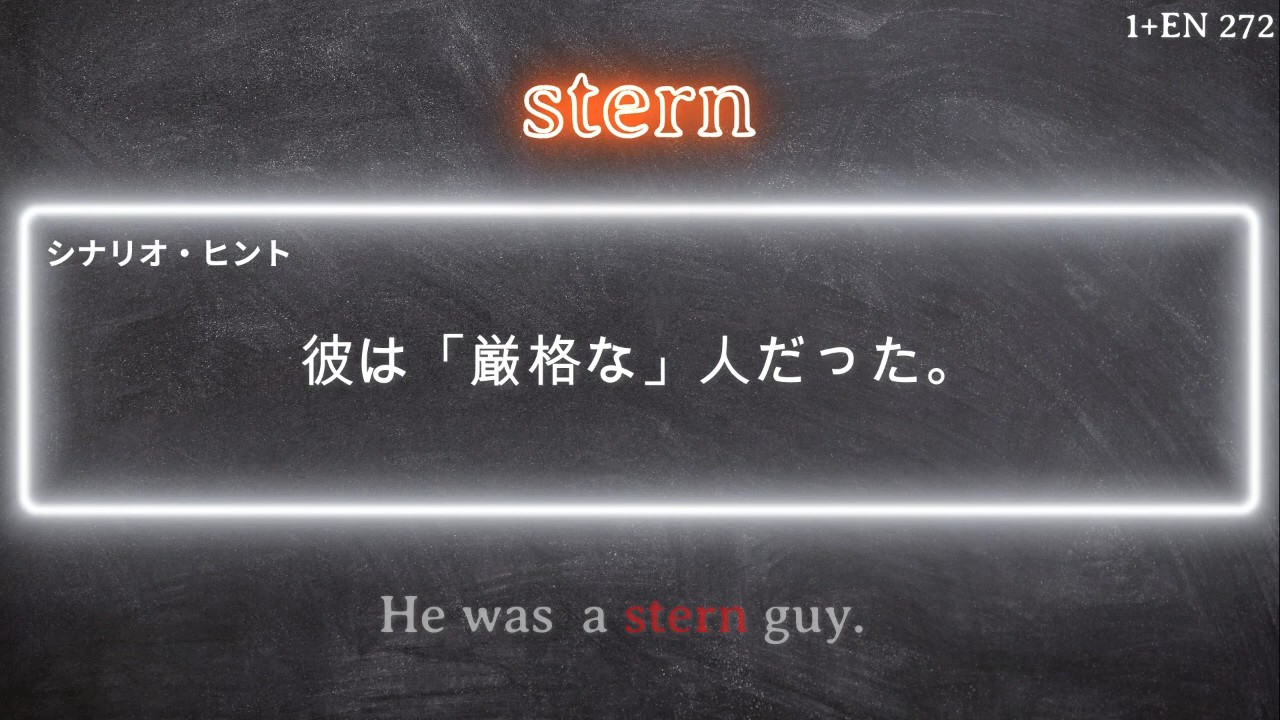 1+EN 272
stern
シナリオ・ヒント
彼は「厳格な」人だった。
He was a stern guy.